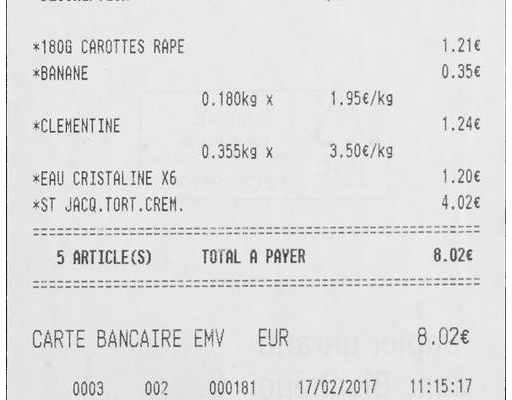 *180G CAROTTES RAPE 1.21€
*BANANE 0.35€
0.180kg x 1.95€/kg
*CLEMENTINE 1.24€
0.355kg x 3.50€/kg
*EAU CRISTALINE X6 1.20€
*ST JACQ.TORT.CREM. 4.02€
5 ARTICLE(S) TOTAL A PAYER 8.02€
CARTE BANCAIRE EMV EUR 8.02€
0003 002 000181 17/02/2017 11:15:17